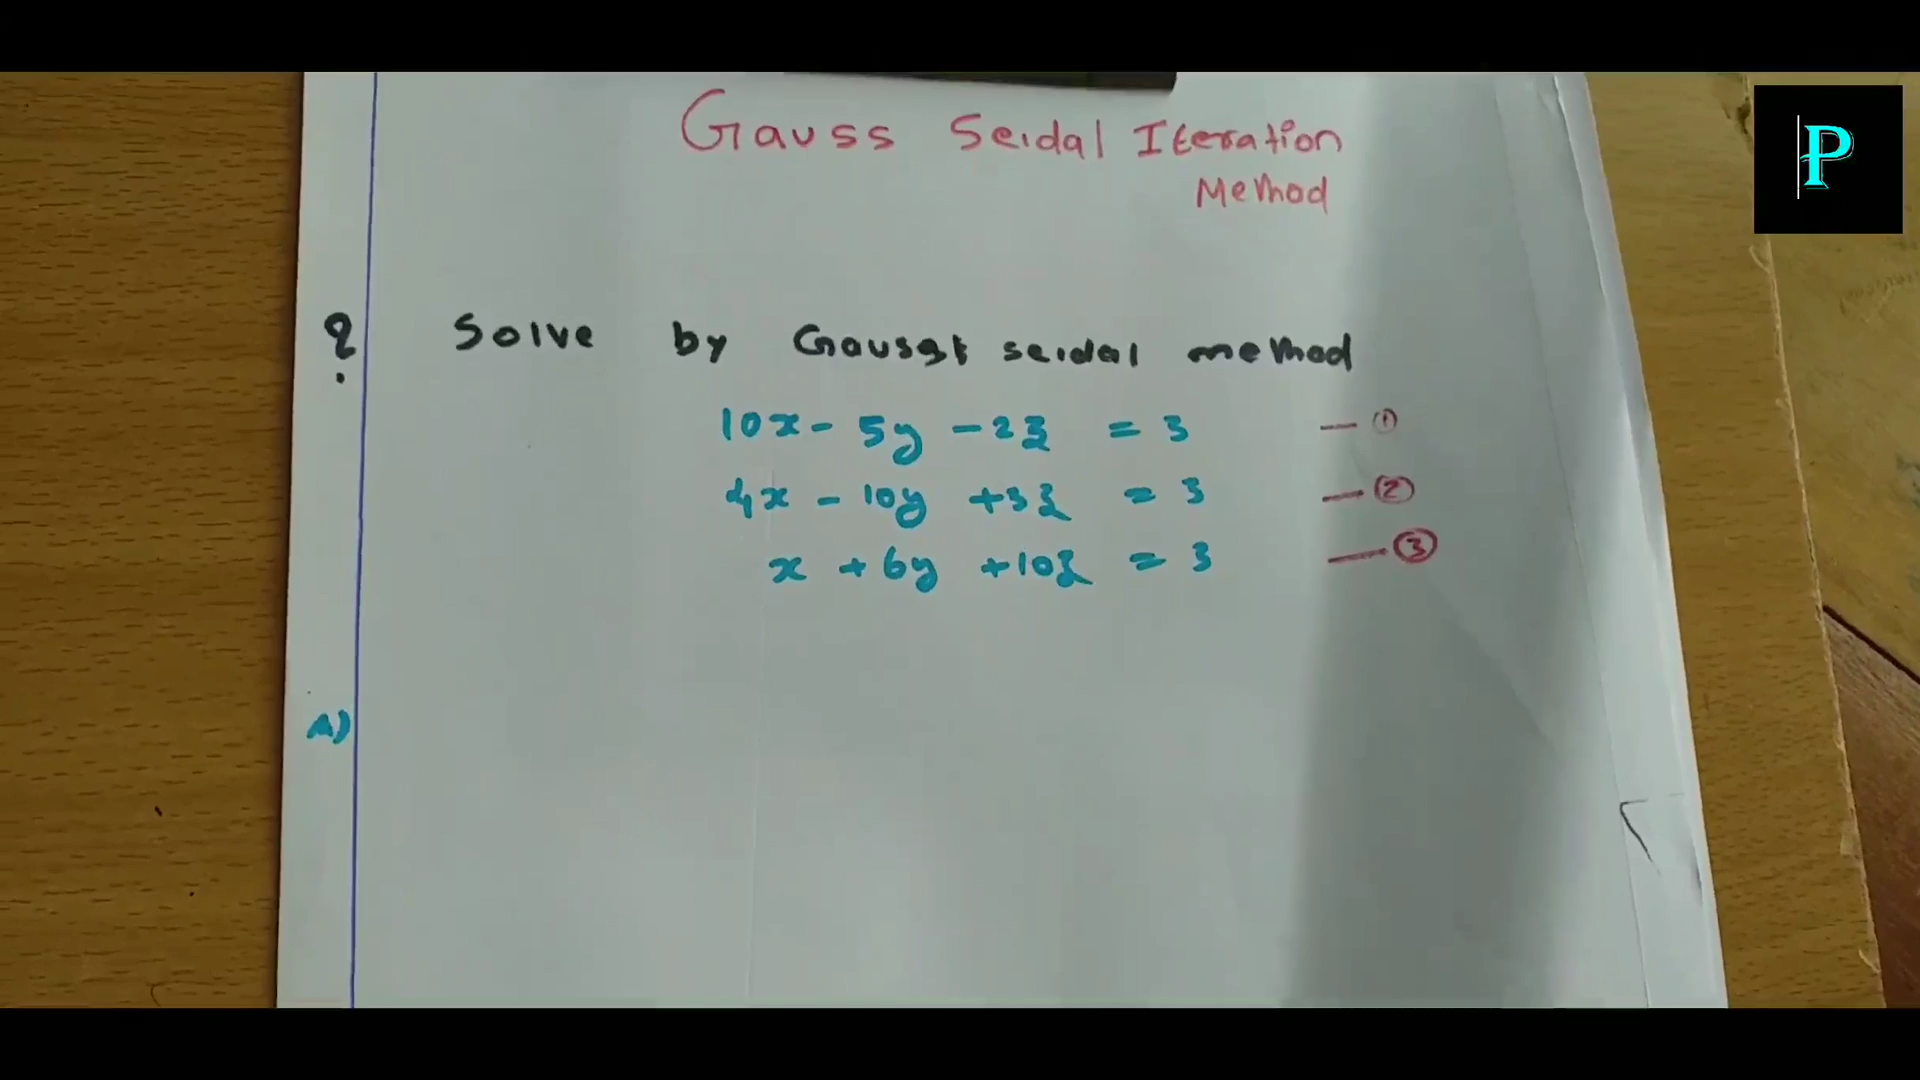 Gauss Seidal Iteration
Method
Q. Solve by Gausst seidal method
10x - 5y - 2z = 3 — ①
4x - 10y + 3z = 3 — ②
x + 6y + 10z = 3 — ③
A)
P